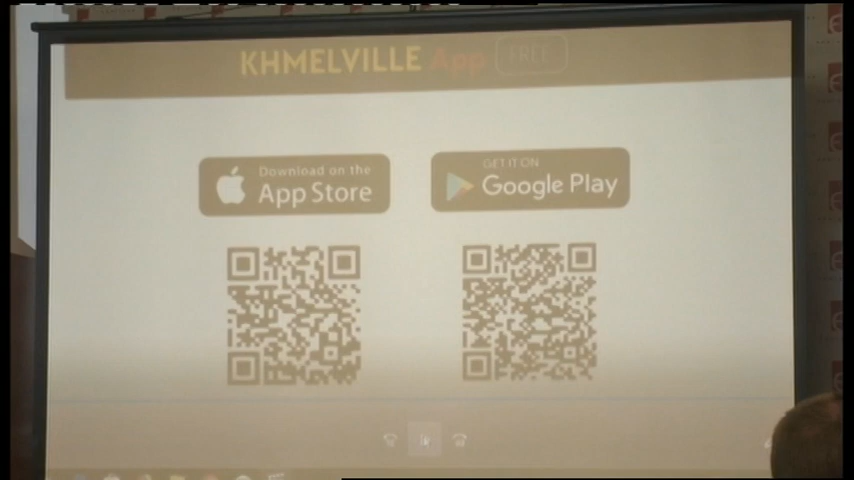 KHMELVILLE App FREE
Download on the
App Store
GET IT ON
Google Play